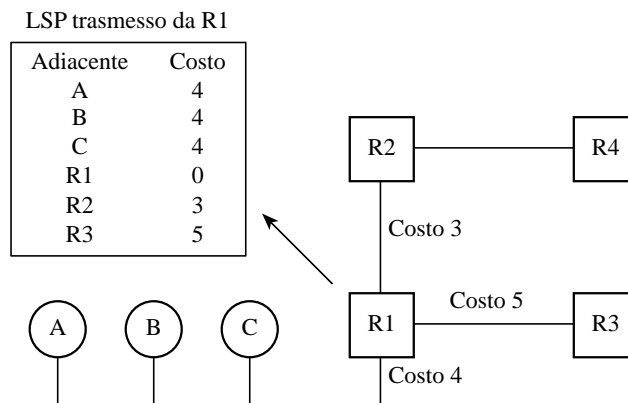 LSP trasmesso da R1
Adiacente Costo
A 4
B 4
C 4
R1 0
R2 3
R3 5
R2
R4
Costo 3
A
B
C
R1
Costo 5
R3
Costo 4